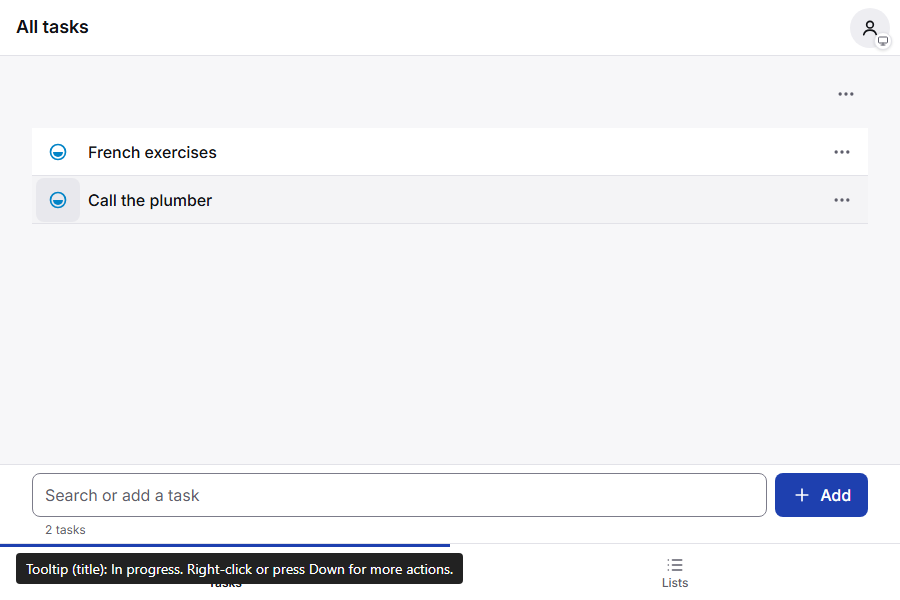 All tasks
French exercises
Call the plumber
Search or add a task
Add
2 tasks
Tooltip (title): In progress. Right-click or press Down for more actions.
Tasks
Lists